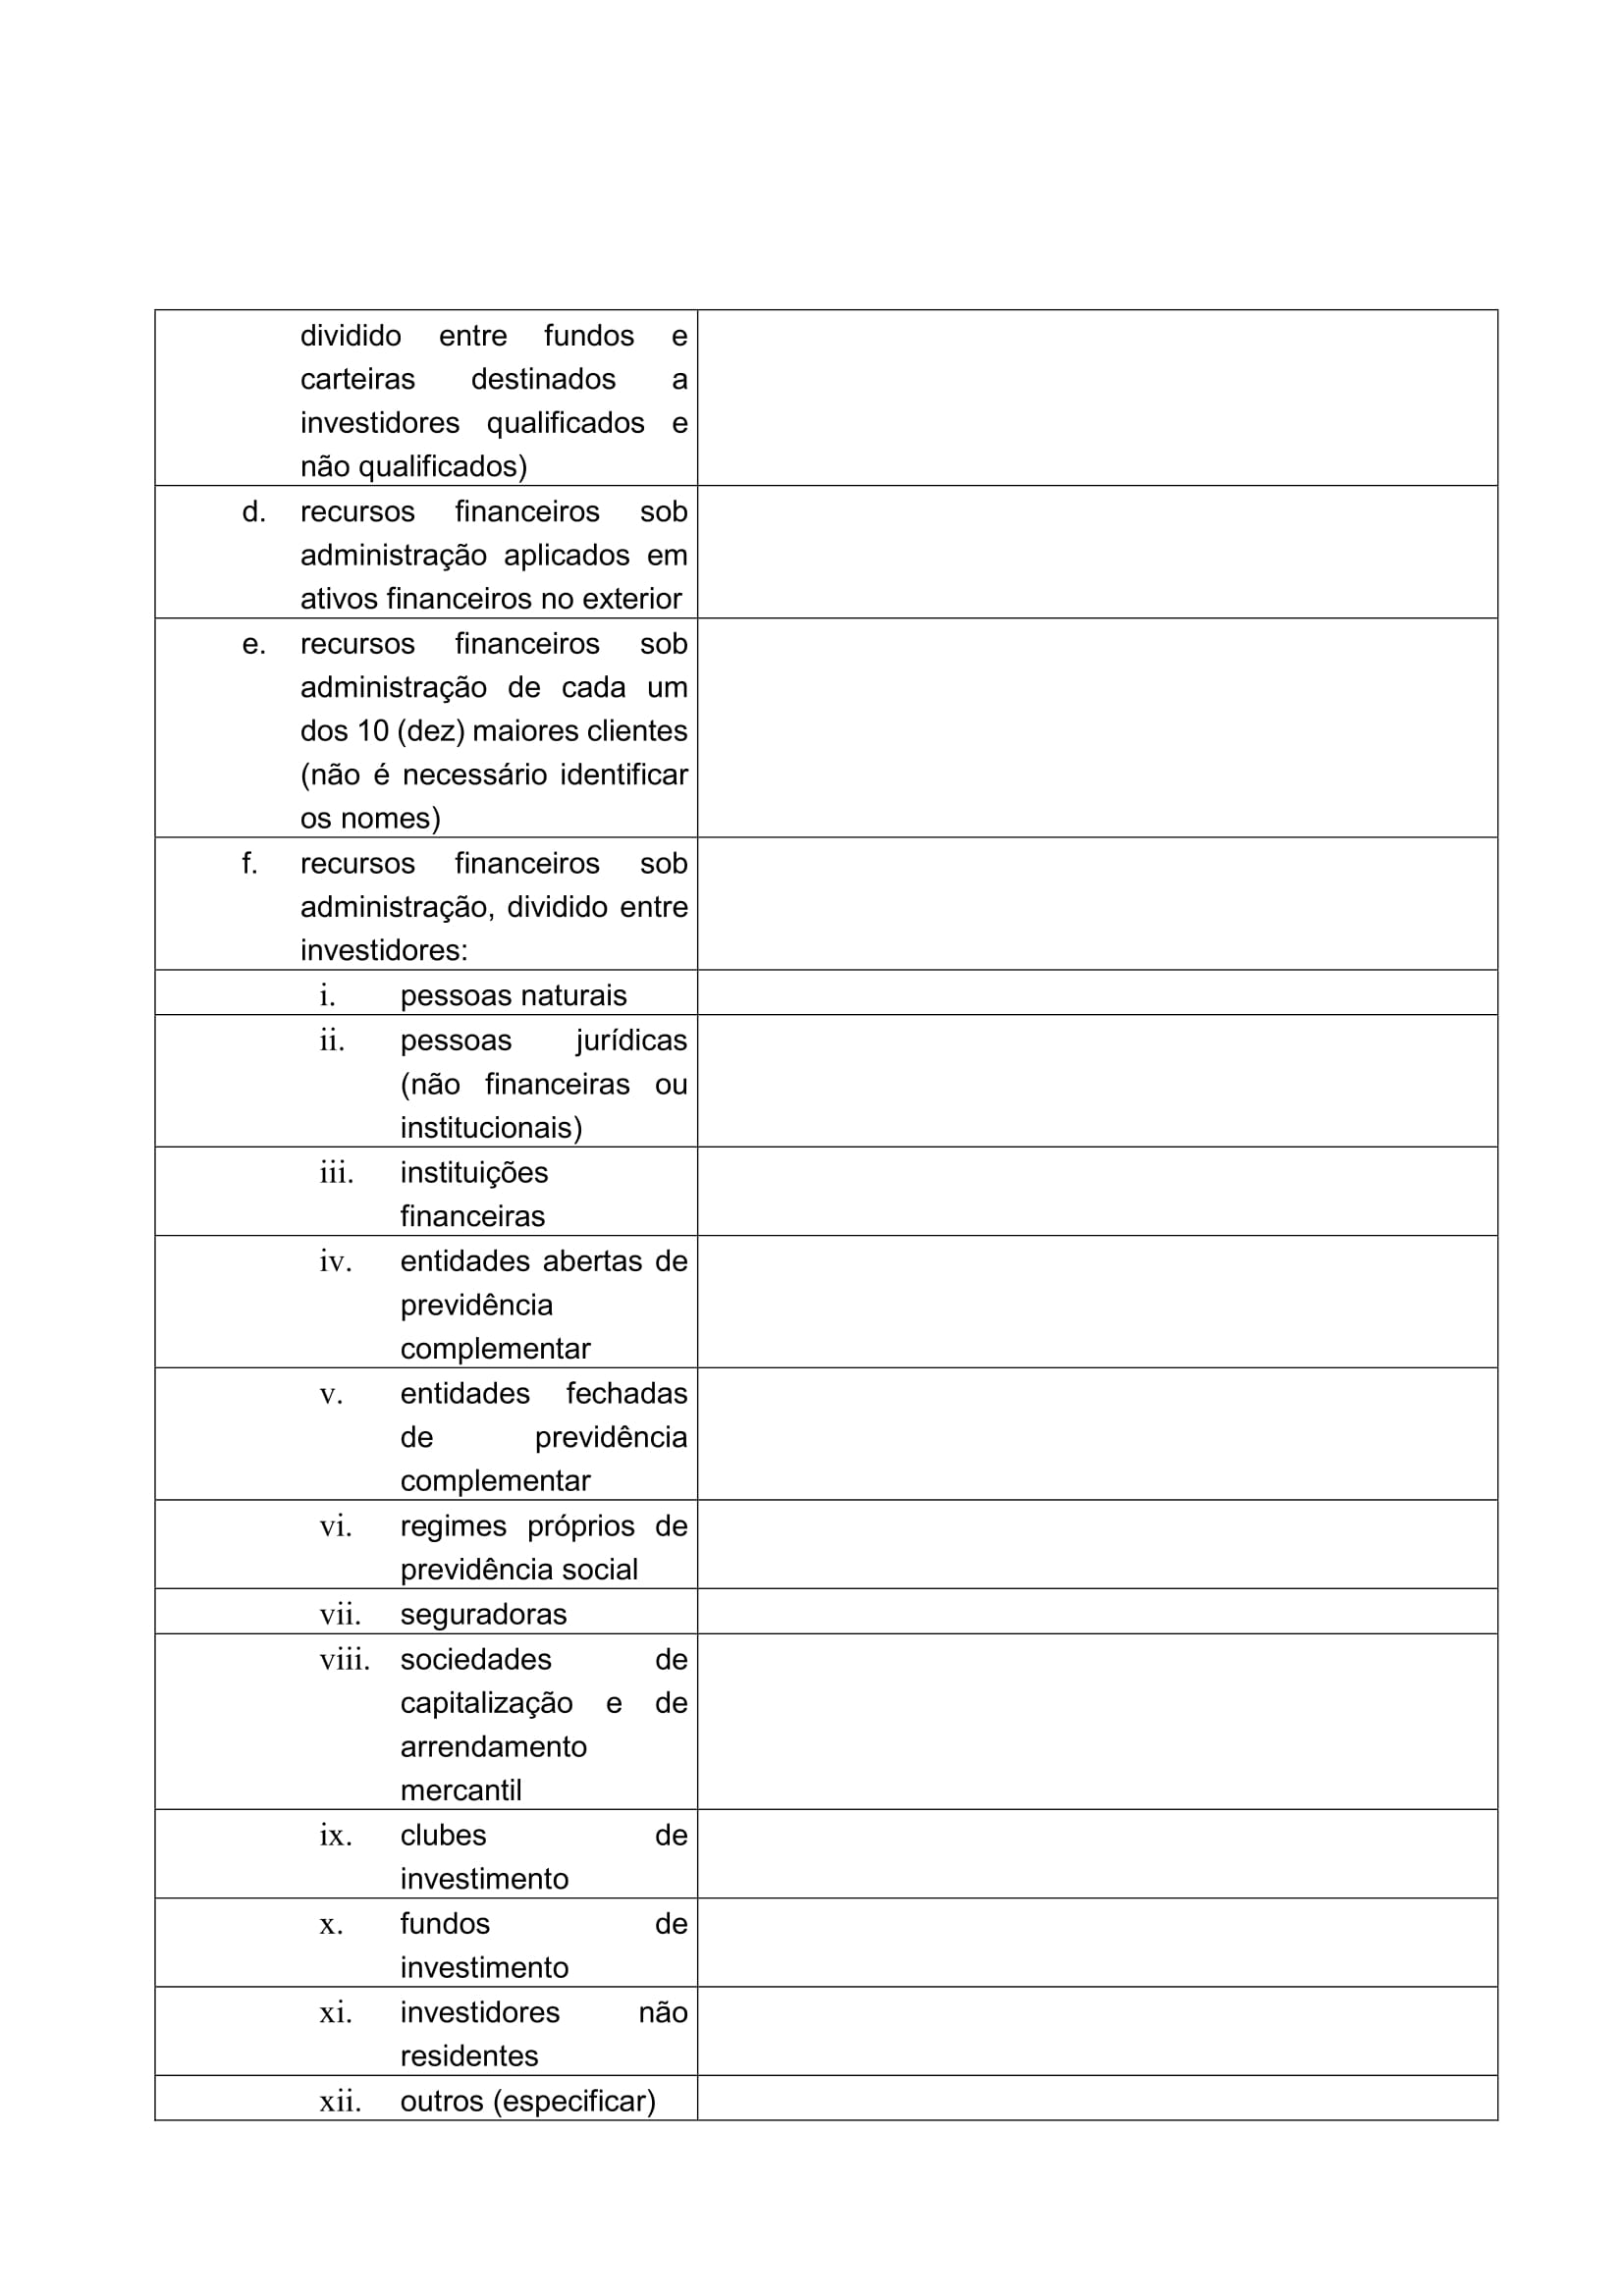 dividido entre fundos e
carteiras destinados a
investidores qualificados e
não qualificados)
d. recursos financeiros sob
administração aplicados em
ativos financeiros no exterior
e. recursos financeiros sob
administração de cada um
dos 10 (dez) maiores clientes
(não é necessário identificar
os nomes)
f. recursos financeiros sob
administração, dividido entre
investidores:
i. pessoas naturais
ii. pessoas jurídicas
(não financeiras ou
institucionais)
iii. instituições
financeiras
iv. entidades abertas de
previdência
complementar
v. entidades fechadas
de previdência
complementar
vi. regimes próprios de
previdência social
vii. seguradoras
viii. sociedades de
capitalização e de
arrendamento
mercantil
ix. clubes de
investimento
x. fundos de
investimento
xi. investidores não
residentes
xii. outros (especificar)